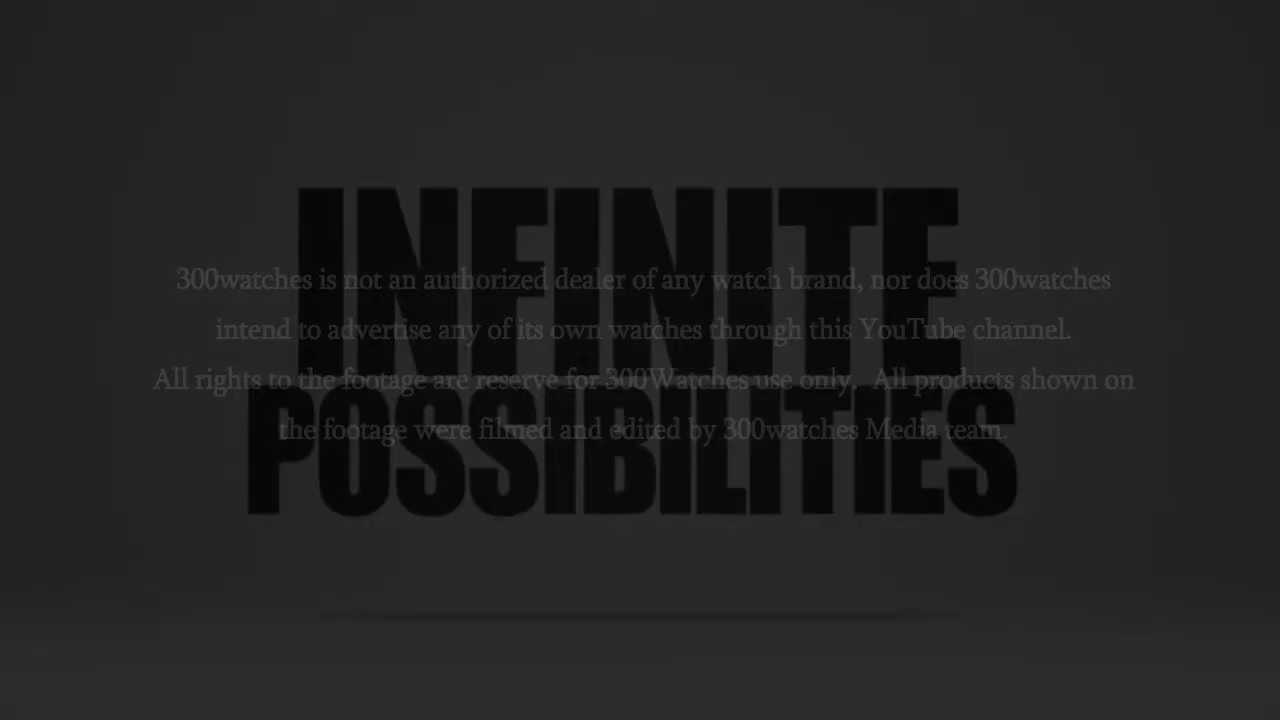 INFINITE
POSSIBILITIES
300watches is not an authorized dealer of any watch brand, nor does 300watches
intend to advertise any of its own watches through this YouTube channel.
All rights to the footage are reserve for 300Watches use only, All products shown on
the footage were filmed and edited by 300watches Media team.